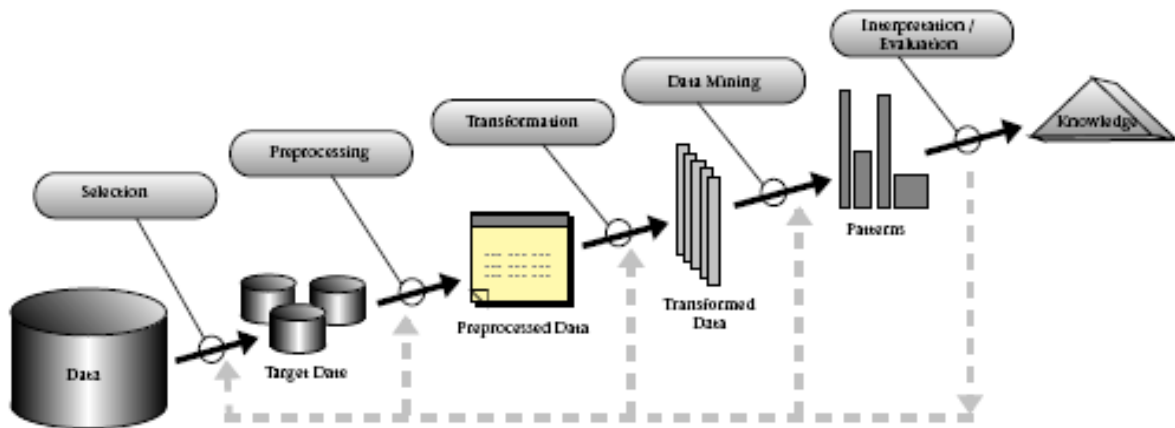 Interpretation /
Evaluation
Data Mining
Transformation
Preprocessing
Selection
Knowledge
Patterns
Transformed
Data
Preprocessed Data
Target Date
Data